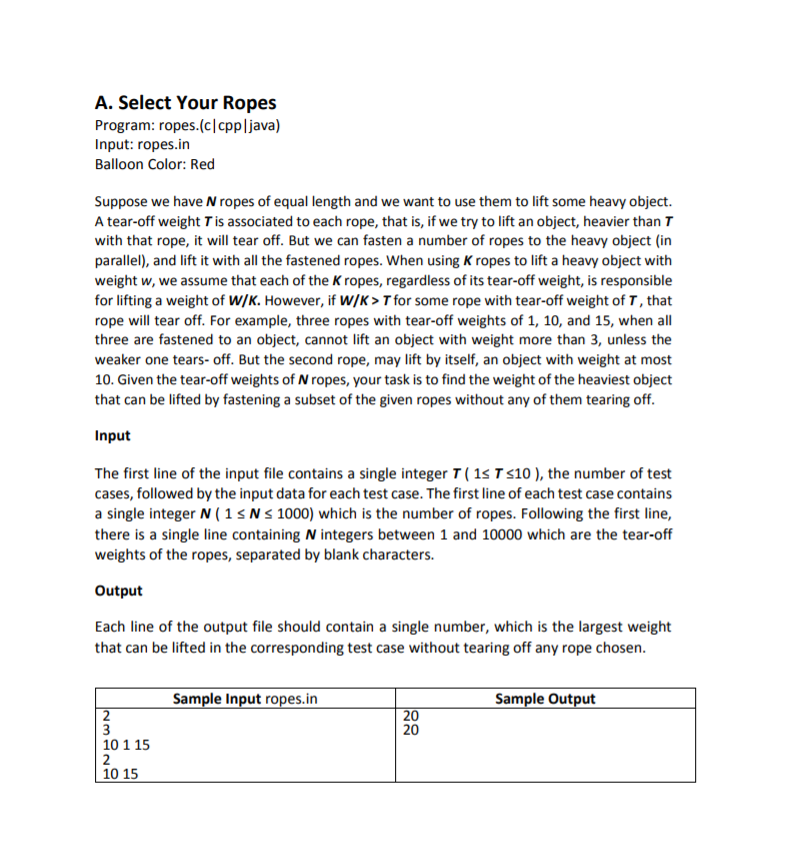 A. Select Your Ropes
Program: ropes.(c|cpp|java)
Input: ropes.in
Balloon Color: Red
Suppose we have N ropes of equal length and we want to use them to lift some heavy object.
A tear-off weight T is associated to each rope, that is, if we try to lift an object, heavier than T
with that rope, it will tear off. But we can fasten a number of ropes to the heavy object (in
parallel), and lift it with all the fastened ropes. When using K ropes to lift a heavy object with
weight w, we assume that each of the K ropes, regardless of its tear-off weight, is responsible
for lifting a weight of W/K. However, if W/K > T for some rope with tear-off weight of T , that
rope will tear off. For example, three ropes with tear-off weights of 1, 10, and 15, when all
three are fastened to an object, cannot lift an object with weight more than 3, unless the
weaker one tears- off. But the second rope, may lift by itself, an object with weight at most
10. Given the tear-off weights of N ropes, your task is to find the weight of the heaviest object
that can be lifted by fastening a subset of the given ropes without any of them tearing off.
Input
The first line of the input file contains a single integer T ( 1≤ T ≤10 ), the number of test
cases, followed by the input data for each test case. The first line of each test case contains
a single integer N ( 1 ≤ N ≤ 1000) which is the number of ropes. Following the first line,
there is a single line containing N integers between 1 and 10000 which are the tear-off
weights of the ropes, separated by blank characters.
Output
Each line of the output file should contain a single number, which is the largest weight
that can be lifted in the corresponding test case without tearing off any rope chosen.
Sample Input ropes.in
2
3
10 1 15
2
10 15
Sample Output
20
20